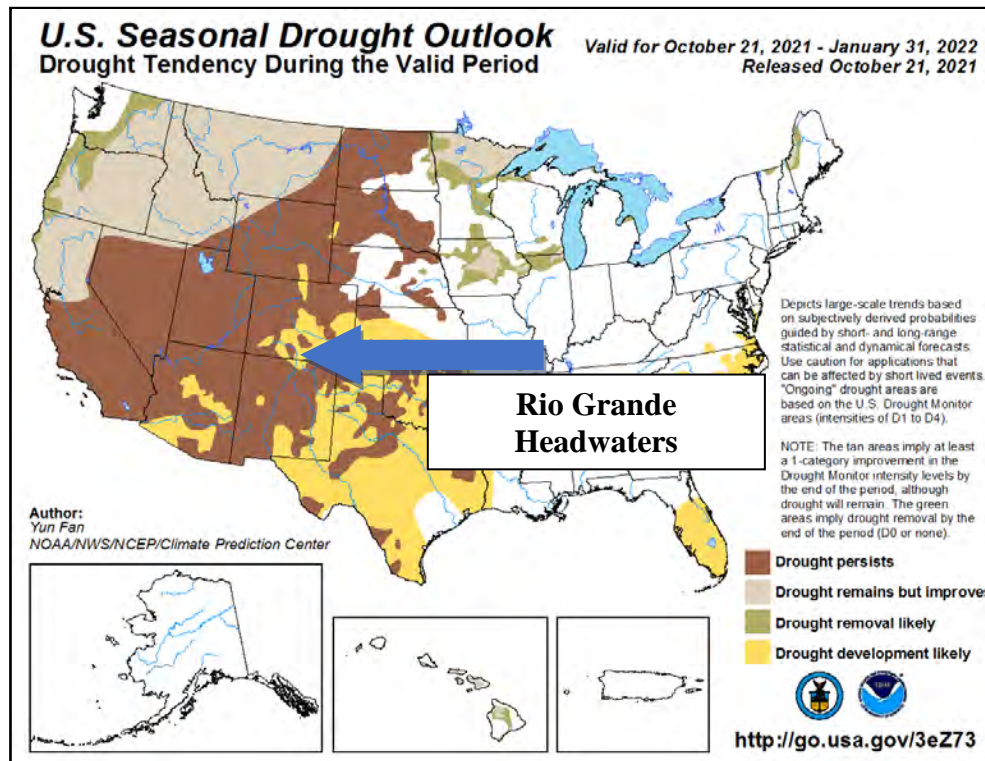 U.S. Seasonal Drought Outlook
Drought Tendency During the Valid Period
Valid for October 21, 2021 - January 31, 2022
Released October 21, 2021
Rio Grande
Headwaters
Depicts large-scale trends based
on subjectively derived probabilities
guided by short- and long-range
statistical and dynamical forecasts.
Use caution for applications that
can be affected by short lived events.
"Ongoing" drought areas are
based on the U.S. Drought Monitor
areas (intensities of D1 to D4).
NOTE: The tan areas imply at least
a 1-category improvement in the
Drought Monitor intensity levels by
the end of the period, although
drought will remain. The green
areas imply drought removal by the
end of the period (D0 or none).
Author:
Yun Fan
NOAA/NWS/NCEP/Climate Prediction Center
Drought persists
Drought remains but improves
Drought removal likely
Drought development likely
http://go.usa.gov/3eZ73